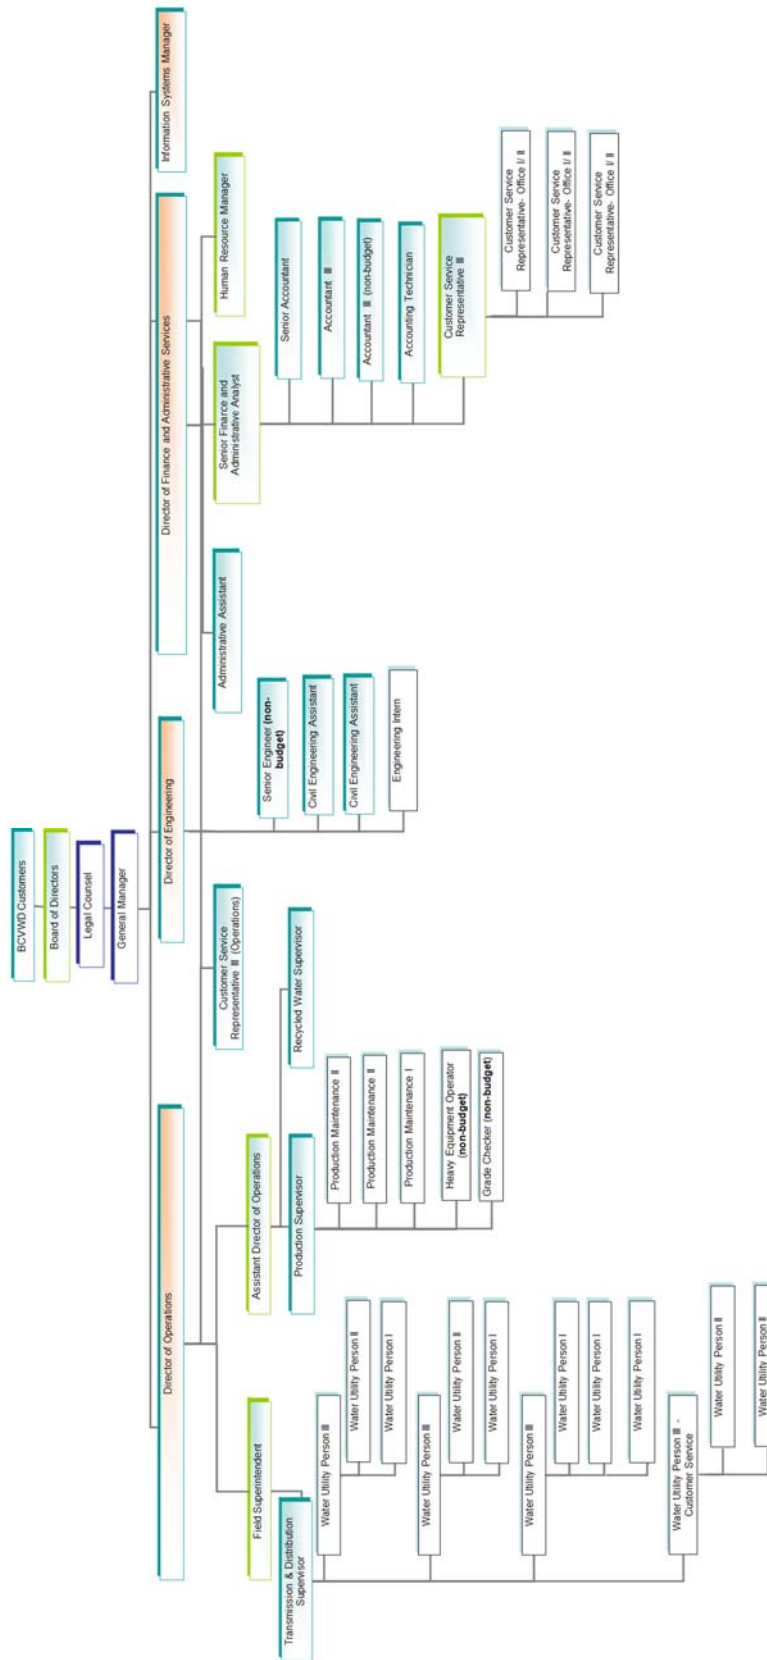 BCVWD Customers
Board of Directors
Legal Counsel
General Manager
Director of Operations
Director of Engineering
Director of Finance and Administrative Services
Information Systems Manager
Customer Service
Representative III (Operations)
Administrative Assistant
Senior Finance and
Administrative Analyst
Human Resource Manager
Field Superintendent
Assistant Director of Operations
Transmission & Distribution
Supervisor
Production Supervisor
Recycled Water Supervisor
Water Utility Person III
Water Utility Person II
Water Utility Person I
Water Utility Person III
Water Utility Person II
Water Utility Person I
Water Utility Person III
Water Utility Person I
Water Utility Person I
Water Utility Person I
Water Utility Person III -
Customer Service
Water Utility Person II
Water Utility Person II
Production Maintenance II
Production Maintenance II
Production Maintenance I
Heavy Equipment Operator
(non-budget)
Grade Checker (non-budget)
Senior Engineer (non-
budget)
Civil Engineering Assistant
Civil Engineering Assistant
Engineering Intern
Senior Accountant
Accountant III
Accountant III (non-budget)
Accounting Technician
Customer Service
Representative III
Customer Service
Representative- Office I/ II
Customer Service
Representative- Office I/ II
Customer Service
Representative- Office I/ II